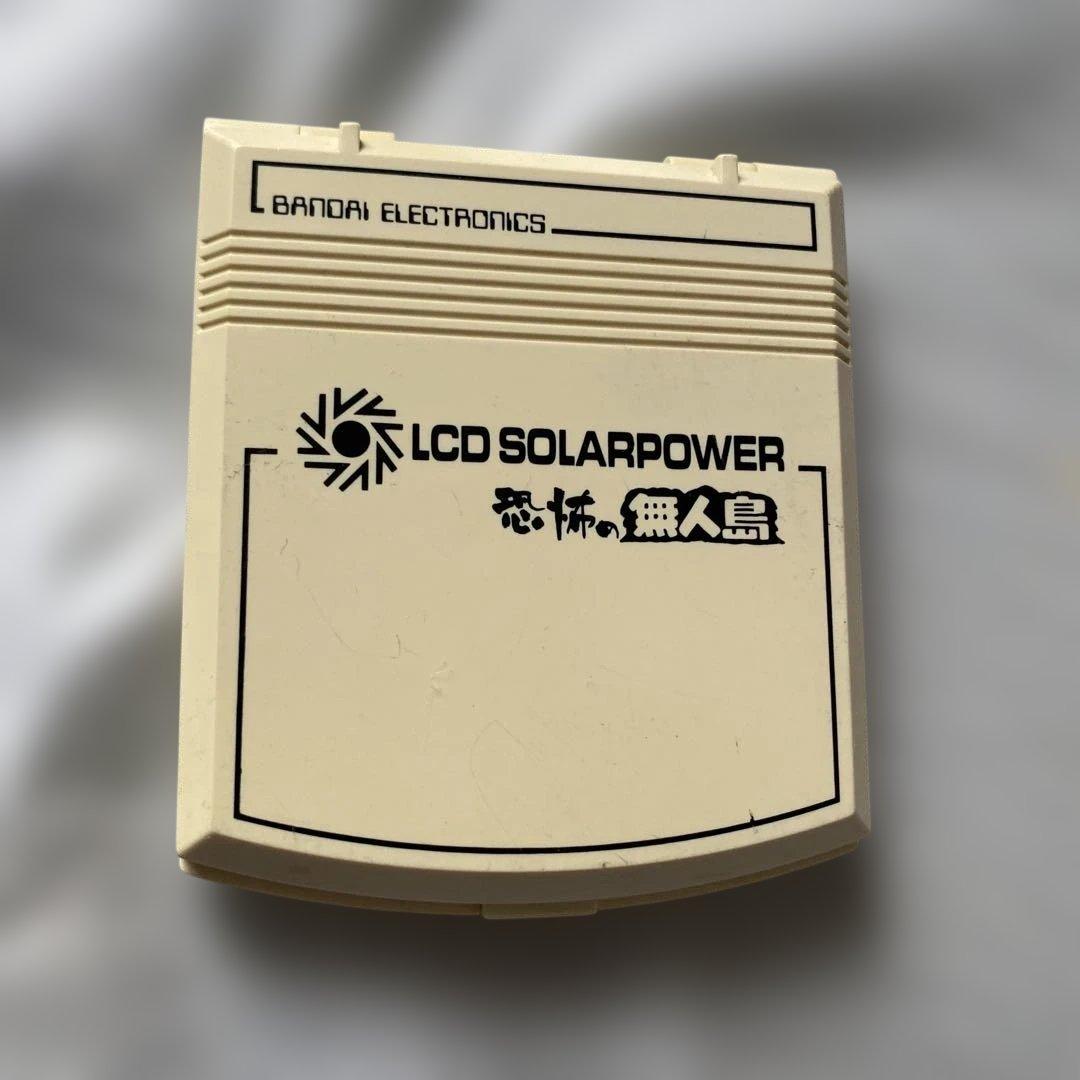 BANDAI ELECTRONICS
LCD SOLARPOWER
恐怖の無人島